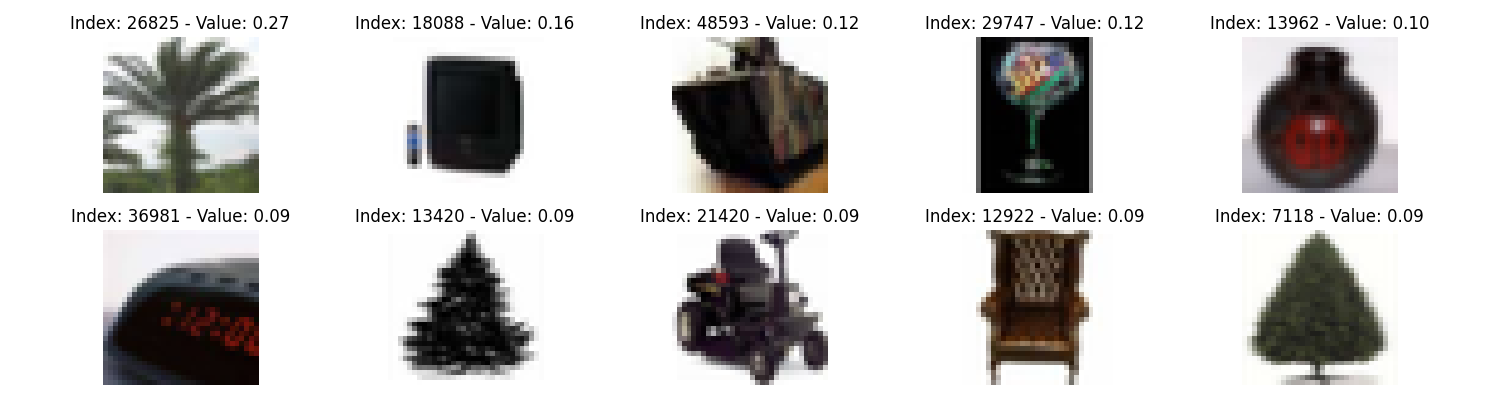 Index: 26825 - Value: 0.27
Index: 18088 - Value: 0.16
Index: 48593 - Value: 0.12
Index: 29747 - Value: 0.12
Index: 13962 - Value: 0.10
Index: 36981 - Value: 0.09
Index: 13420 - Value: 0.09
Index: 21420 - Value: 0.09
Index: 12922 - Value: 0.09
Index: 7118 - Value: 0.09